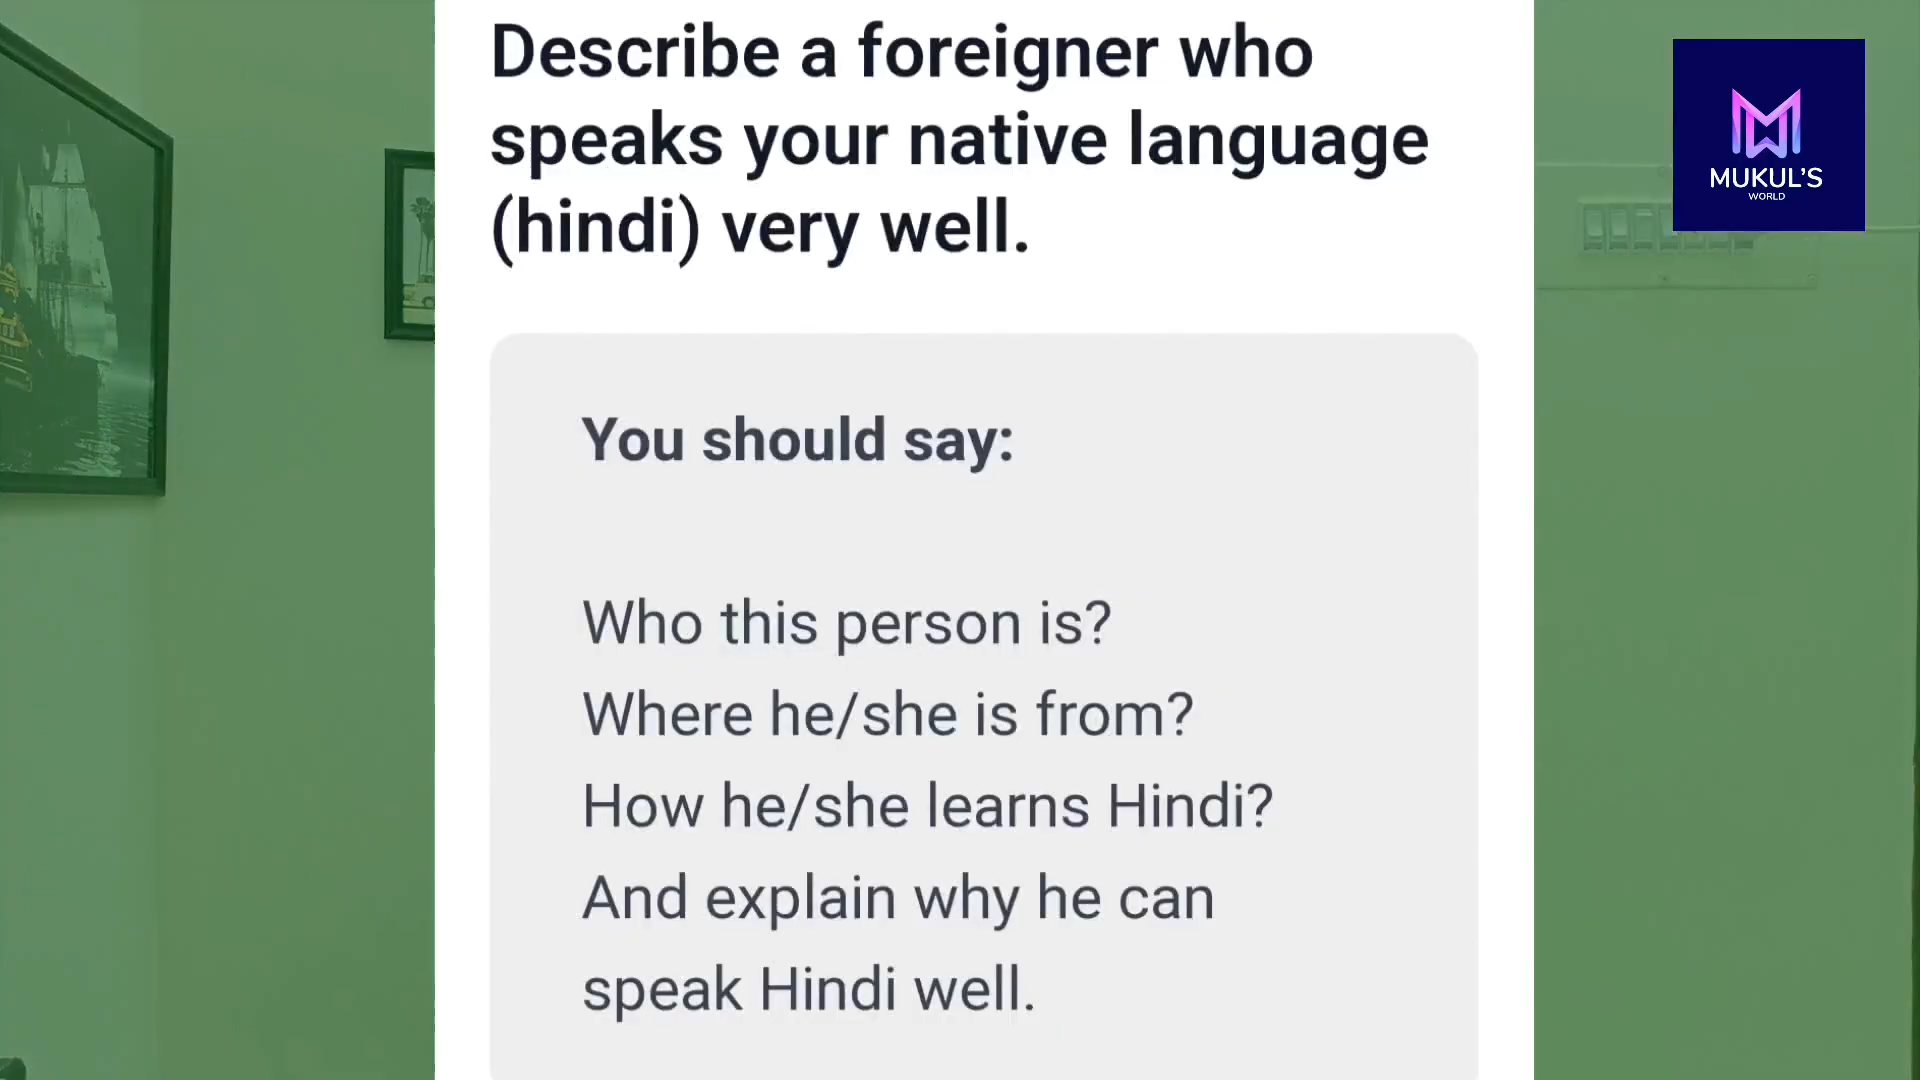 Describe a foreigner who
speaks your native language
(hindi) very well.
MUKUL'S
WORLD
You should say:
Who this person is?
Where he/she is from?
How he/she learns Hindi?
And explain why he can
speak Hindi well.